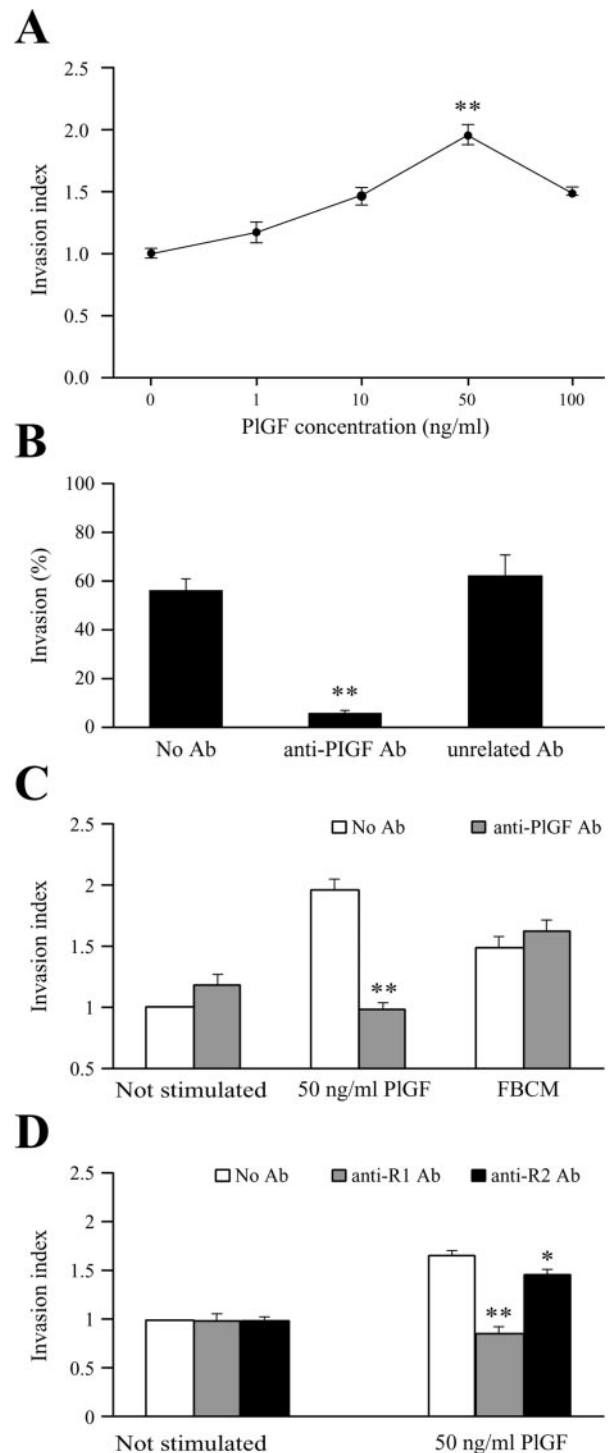 A
2.5
**
2.0
1.5
1.0
0.5
0.0
Invasion index
0 1 10 50 100
PlGF concentration (ng/ml)
B
100
80
60
40
20
0
Invasion (%)
**
No Ab anti-PlGF Ab unrelated Ab
C
No Ab anti-PlGF Ab
2.5
2
1.5
1
0.5
Invasion index
**
Not stimulated 50 ng/ml PlGF FBCM
D
No Ab anti-R1 Ab anti-R2 Ab
2.5
2
1.5
1
0.5
0
Invasion index
*
**
Not stimulated 50 ng/ml PlGF